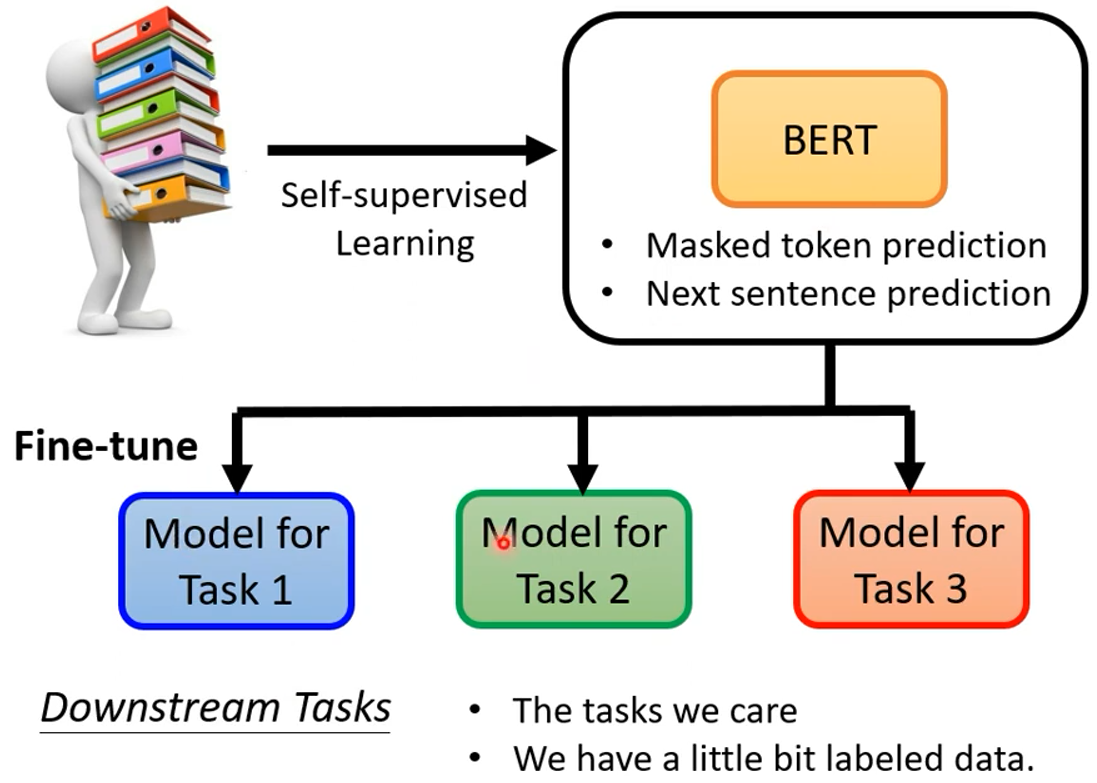 BERT
Self-supervised
Learning
• Masked token prediction
• Next sentence prediction
Fine-tune
Model for
Task 1
Model for
Task 2
Model for
Task 3
Downstream Tasks
• The tasks we care
• We have a little bit labeled data.